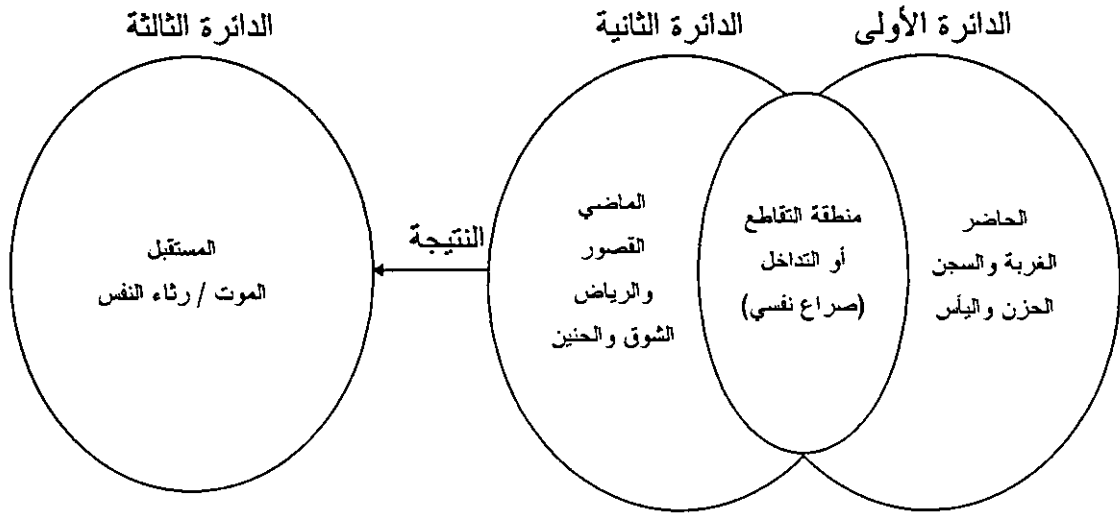 الدائرة الأولى
الدائرة الثانية
الدائرة الثالثة
الحاضر
الغربة والسجن
الحزن واليأس
منطقة التقاطع
أو التداخل
(صراع نفسي)
الماضي
القصور
والرياض
الشوق والحنين
النتيجة
المستقبل
الموت / رثاء النفس